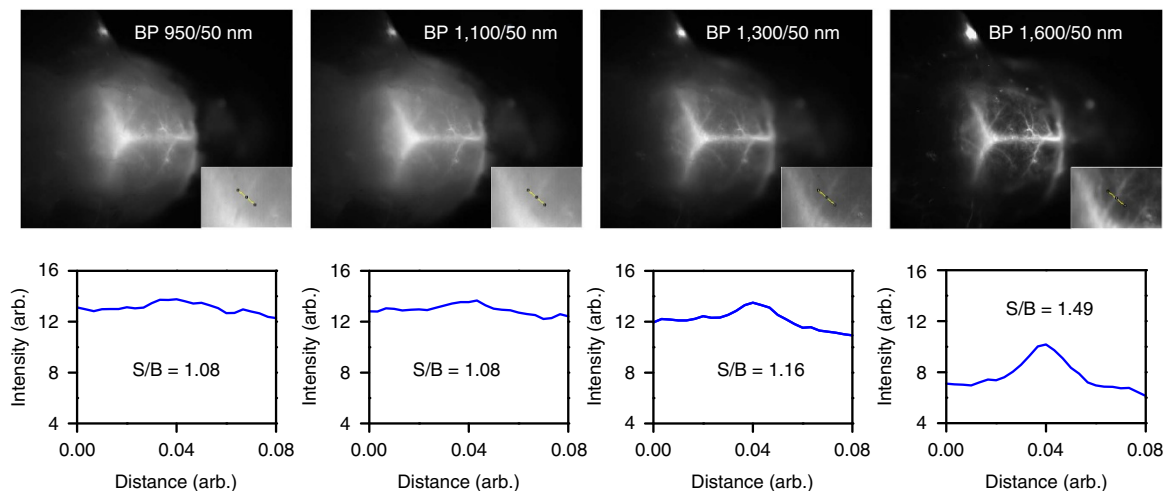 BP 950/50 nm
BP 1,100/50 nm
BP 1,300/50 nm
BP 1,600/50 nm
16
12
8
4
Intensity (arb.)
S/B = 1.08
0.00
0.04
0.08
Distance (arb.)
16
12
8
4
Intensity (arb.)
S/B = 1.08
0.00
0.04
0.08
Distance (arb.)
16
12
8
4
Intensity (arb.)
S/B = 1.16
0.00
0.04
0.08
Distance (arb.)
16
12
8
4
Intensity (arb.)
S/B = 1.49
0.00
0.04
0.08
Distance (arb.)